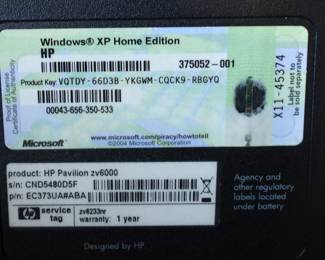 Windows® XP Home Edition
HP
375052-001
Product Key: VQTDY-66D3B-YKGWM-CQCK9-RBGYQ
00043-656-350-533
Proof of License
Certificate of Authenticity
X11-45374
Label not to
be sold separately
Microsoft
www.microsoft.com/piracy/howtotell
©2004 Microsoft Corporation
product: HP Pavilion zv6000
s/n: CND5480D5F
p/n: EC373UA#ABA
hp
service
tag
zv6233nr
warranty: 1 year
Agency and
other regulatory
labels located
under battery
Designed by HP